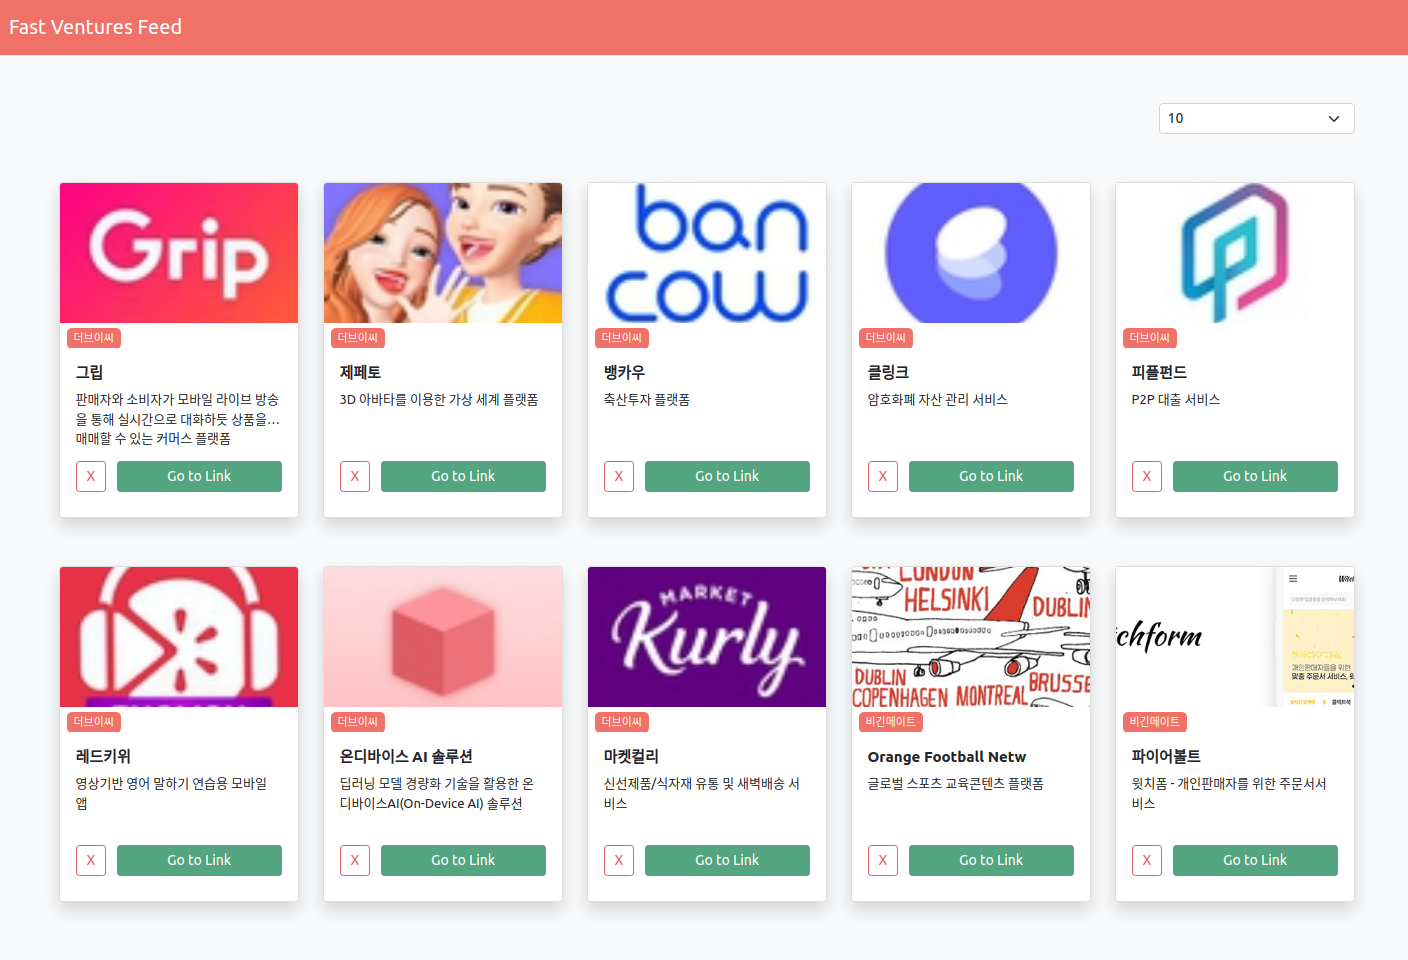 Fast Ventures Feed
10
Grip
더브이씨
그립
판매자와 소비자가 모바일 라이브 방송
을 통해 실시간으로 대화하듯 상품을…
매매할 수 있는 커머스 플랫폼
X Go to Link
더브이씨
제페토
3D 아바타를 이용한 가상 세계 플랫폼
X Go to Link
ban
cow
더브이씨
뱅카우
축산투자 플랫폼
X Go to Link
더브이씨
클링크
암호화폐 자산 관리 서비스
X Go to Link
더브이씨
피플펀드
P2P 대출 서비스
X Go to Link
더브이씨
레드키위
영상기반 영어 말하기 연습용 모바일
앱
X Go to Link
더브이씨
온디바이스 AI 솔루션
딥러닝 모델 경량화 기술을 활용한 온
디바이스AI(On-Device AI) 솔루션
X Go to Link
MARKET
Kurly
더브이씨
마켓컬리
신선제품/식자재 유통 및 새벽배송 서
비스
X Go to Link
LONDON
HELSINKI
DUBLIN
DUBLIN
COPENHAGEN MONTREAL BRUSSE
비긴메이트
Orange Football Netw
글로벌 스포츠 교육콘텐츠 플랫폼
X Go to Link
chform
개인판매자들을 위한
맞춤 주문서 서비스, 윗
비긴메이트
파이어볼트
윗치폼 - 개인판매자를 위한 주문서서
비스
X Go to Link